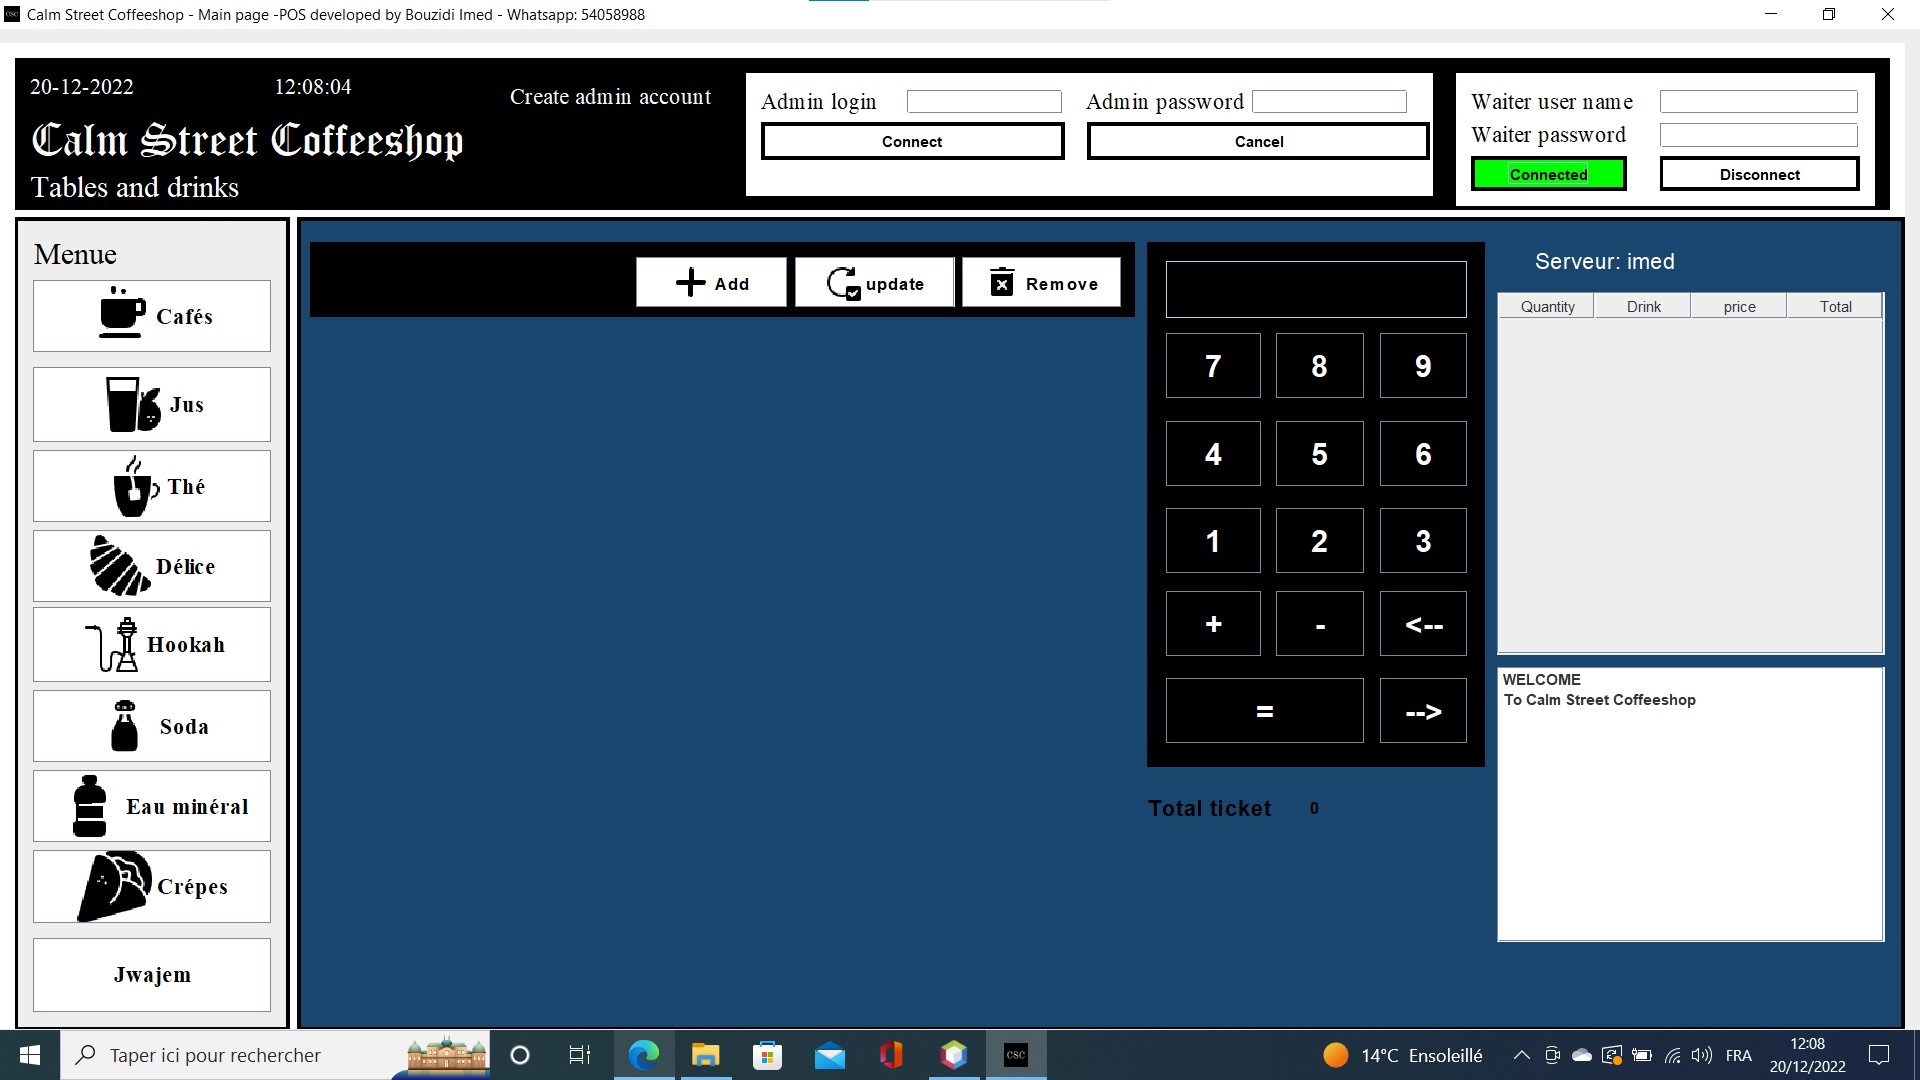 CSC Calm Street Coffeeshop - Main page -POS developed by Bouzidi Imed - Whatsapp: 54058988
20-12-2022 12:08:04
Create admin account
Calm Street Coffeeshop
Tables and drinks
Admin login Admin password
Connect Cancel
Waiter user name
Waiter password
Connected Disconnect
Menue
Cafés
Jus
Thé
Délice
Hookah
Soda
Eau minéral
Crépes
Jwajem
Add update Remove
7 8 9
4 5 6
1 2 3
+ - <--
= -->
Total ticket 0
Serveur: imed
Quantity Drink price Total
WELCOME
To Calm Street Coffeeshop
Taper ici pour rechercher
CSC
14°C Ensoleillé
FRA
12:08
20/12/2022